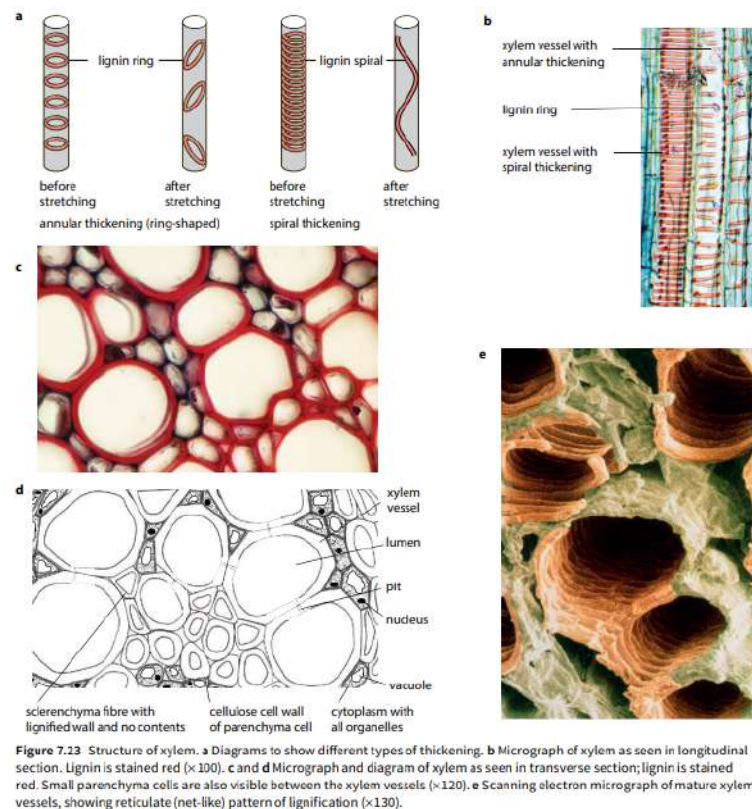 a
lignin ring
lignin spiral
before stretching
after stretching
before stretching
after stretching
annular thickening (ring-shaped)
spiral thickening
b
xylem vessel with
annular thickening
lignin ring
xylem vessel with
spiral thickening
c
d
xylem
vessel
lumen
pit
nucleus
vacuole
sclerenchyma fibre with
lignified wall and no contents
cellulose cell wall
of parenchyma cell
cytoplasm with
all organelles
e
Figure 7.23 Structure of xylem. a Diagrams to show different types of thickening. b Micrograph of xylem as seen in longitudinal
section. Lignin is stained red (×100). c and d Micrograph and diagram of xylem as seen in transverse section; lignin is stained
red. Small parenchyma cells are also visible between the xylem vessels (×120). e Scanning electron micrograph of mature xylem
vessels, showing reticulate (net-like) pattern of lignification (×130).